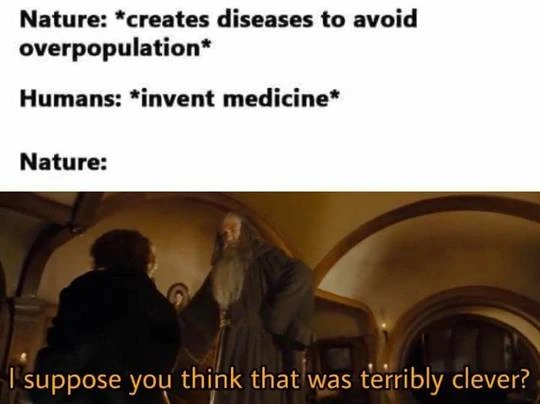 Nature: *creates diseases to avoid
overpopulation*
Humans: *invent medicine*
Nature:
I suppose you think that was terribly clever?